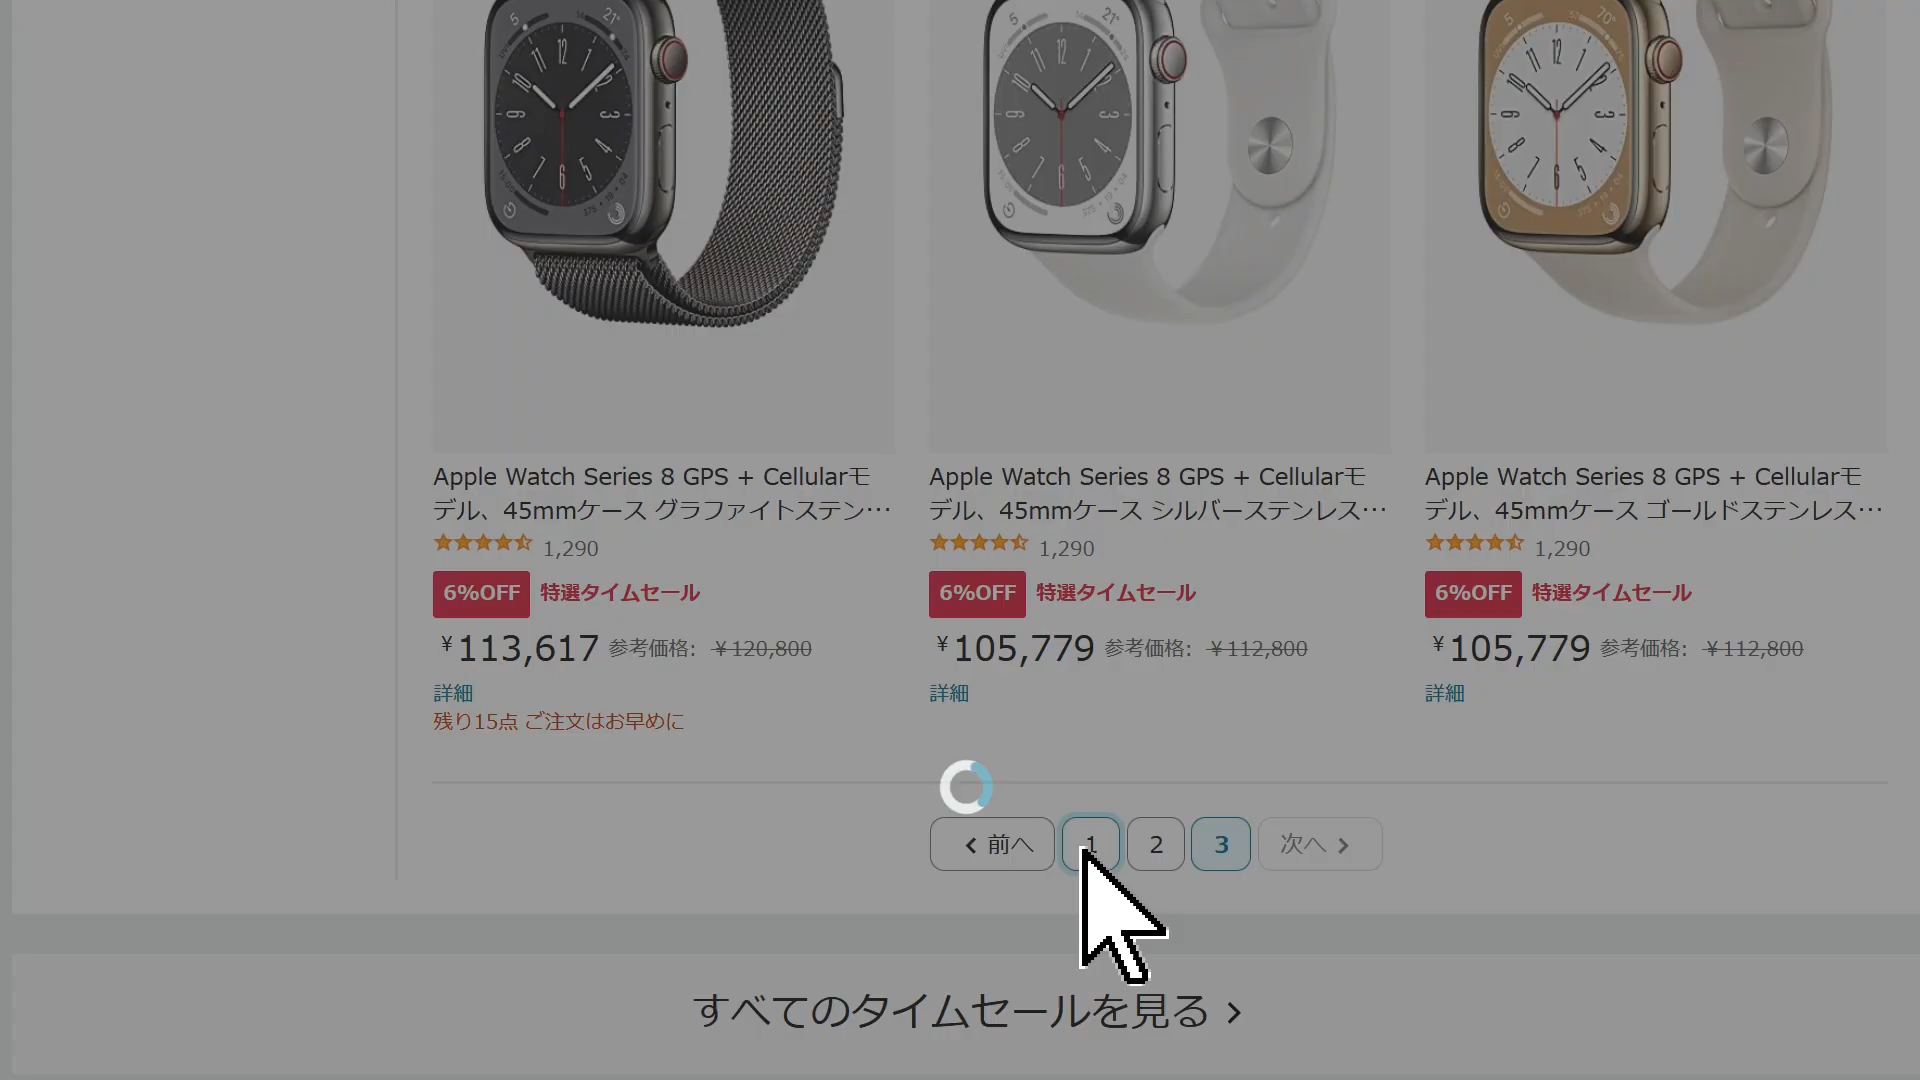 Apple Watch Series 8 GPS + Cellularモ
デル、45mmケース グラファイトステン…
1,290
6%OFF 特選タイムセール
¥113,617 参考価格: ¥120,800
詳細
残り15点 ご注文はお早めに
Apple Watch Series 8 GPS + Cellularモ
デル、45mmケース シルバーステンレス…
1,290
6%OFF 特選タイムセール
¥105,779 参考価格: ¥112,800
詳細
Apple Watch Series 8 GPS + Cellularモ
デル、45mmケース ゴールドステンレス…
1,290
6%OFF 特選タイムセール
¥105,779 参考価格: ¥112,800
詳細
前へ 1 2 3 次へ
すべてのタイムセールを見る